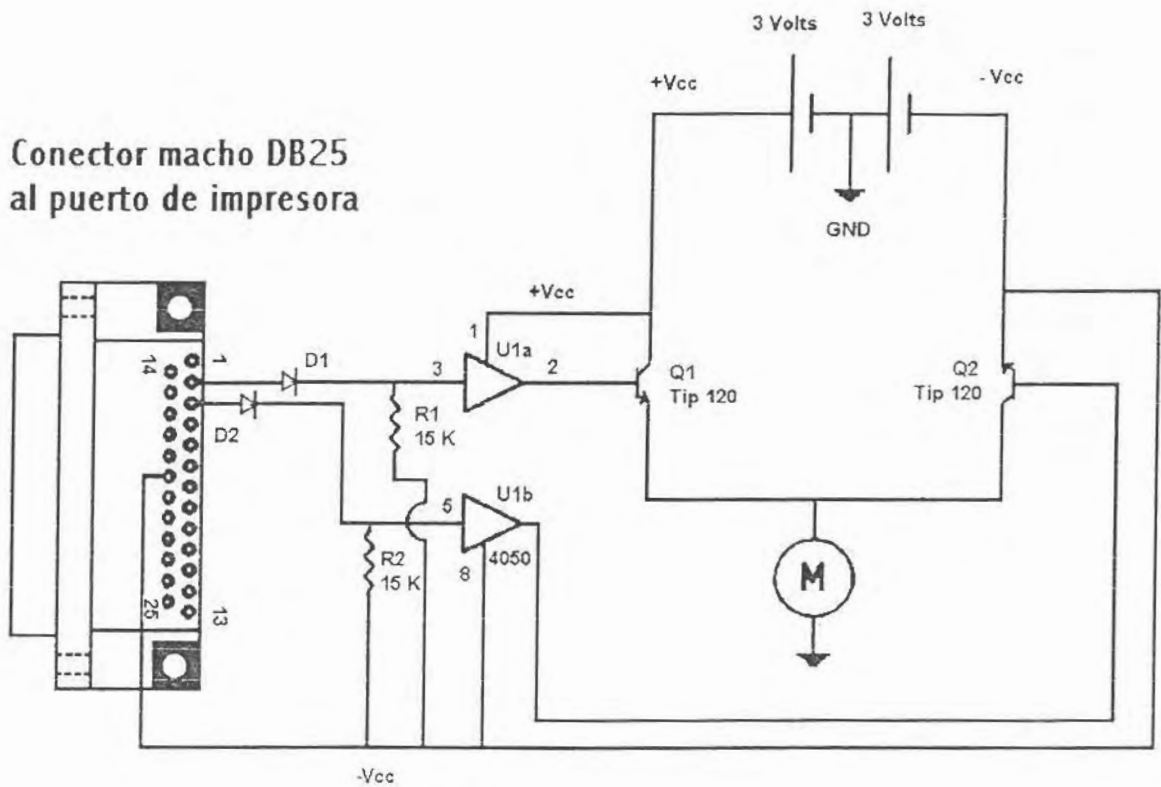 3 Volts
3 Volts
+Vcc
- Vcc
Conector macho DB25
al puerto de impresora
GND
+Vcc
1
14
1
D1
U1a
3
2
Q1
Tip 120
Q2
Tip 120
D2
R1
15 K
U1b
5
4050
R2
15 K
8
M
25
13
-Vcc